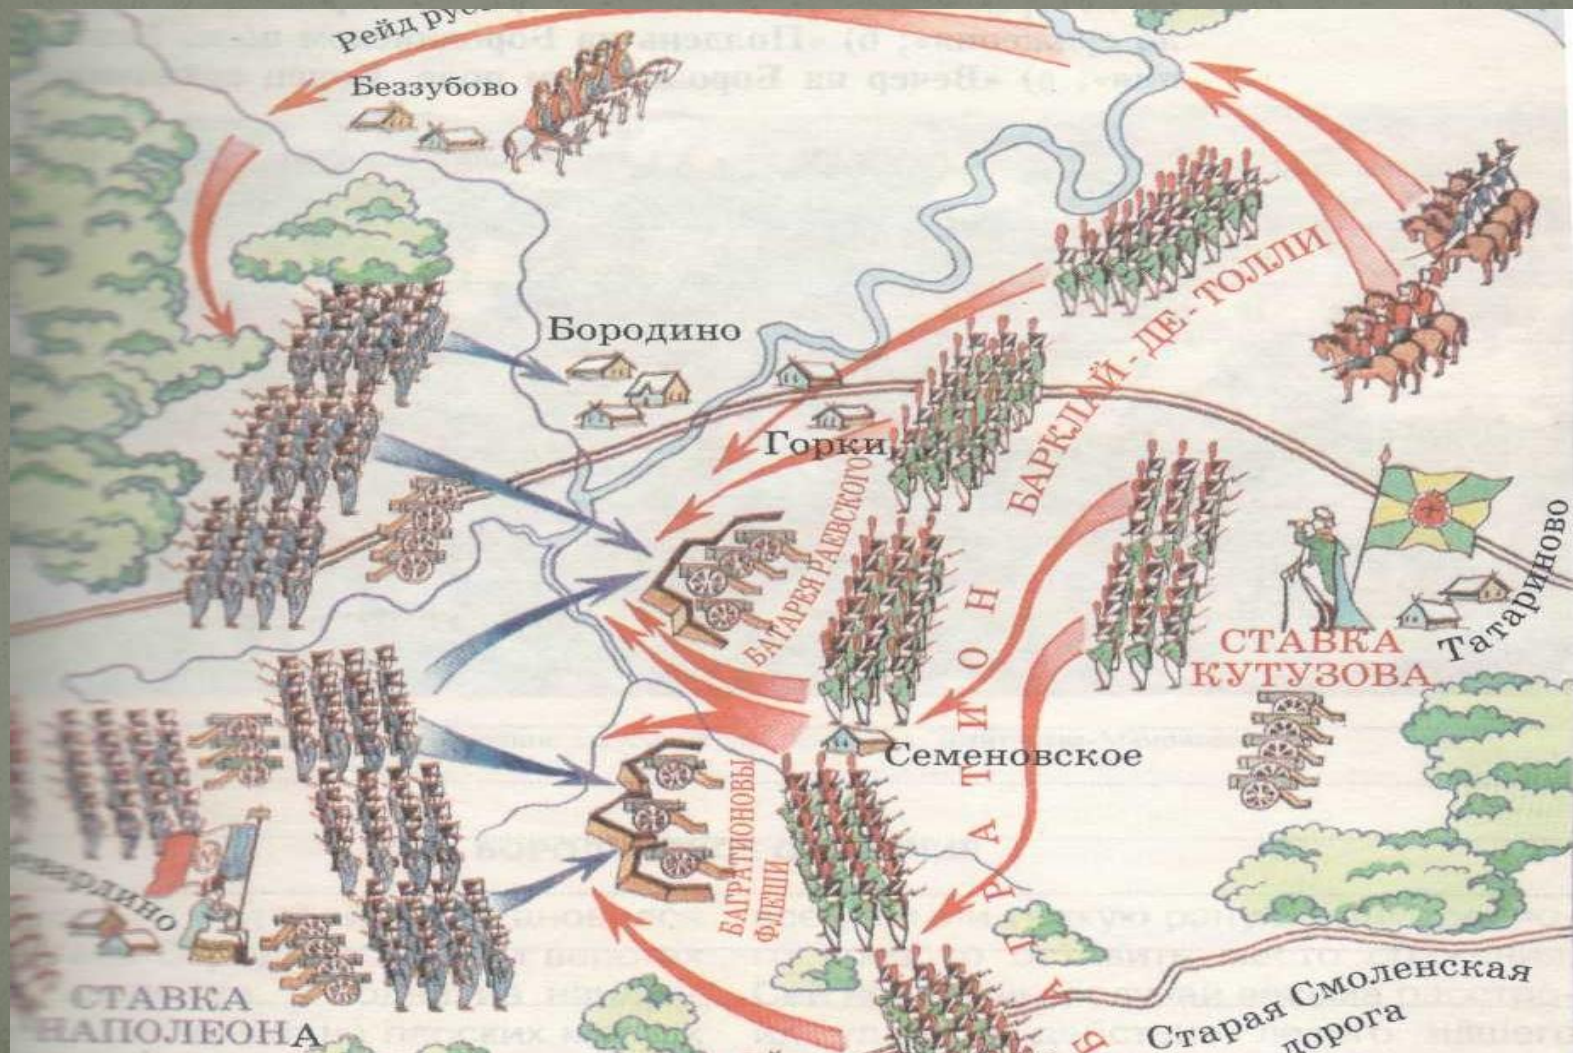 Рейд
Беззубово
Бородино
Горки
БАРКЛАЙ - ДЕ - ТОЛЛИ
БАТАРЕЯ РАЕВСКОГО
БАГРАТИОН
СТАВКА
КУТУЗОВА
Татариново
Семеновское
БАГРАТИОНОВЫ
ФЛЕШИ
СТАВКА
НАПОЛЕОНА
Старая Смоленская
дорога